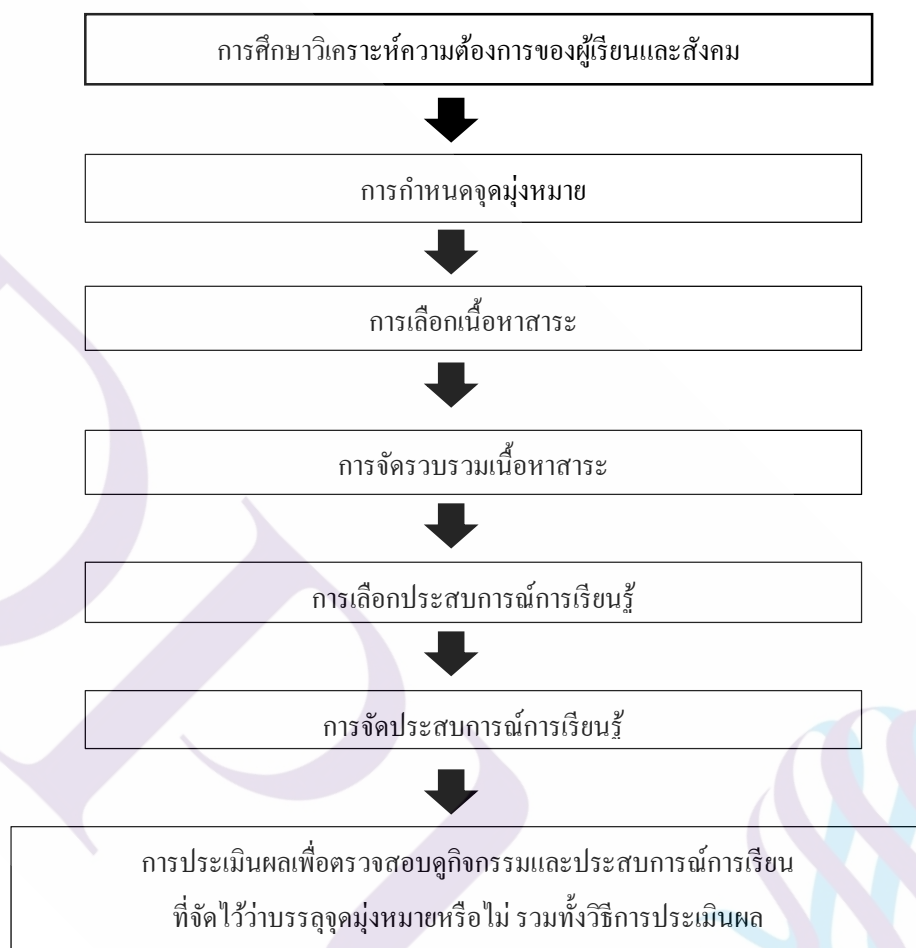 การศึกษาวิเคราะห์ความต้องการของผู้เรียนและสังคม
การกำหนดจุดมุ่งหมาย
การเลือกเนื้อหาสาระ
การจัดรวบรวมเนื้อหาสาระ
การเลือกประสบการณ์การเรียนรู้
การจัดประสบการณ์การเรียนรู้
การประเมินผลเพื่อตรวจสอบดูกิจกรรมและประสบการณ์การเรียน
ที่จัดไว้ว่าบรรลุจุดมุ่งหมายหรือไม่ รวมทั้งวิธีการประเมินผล